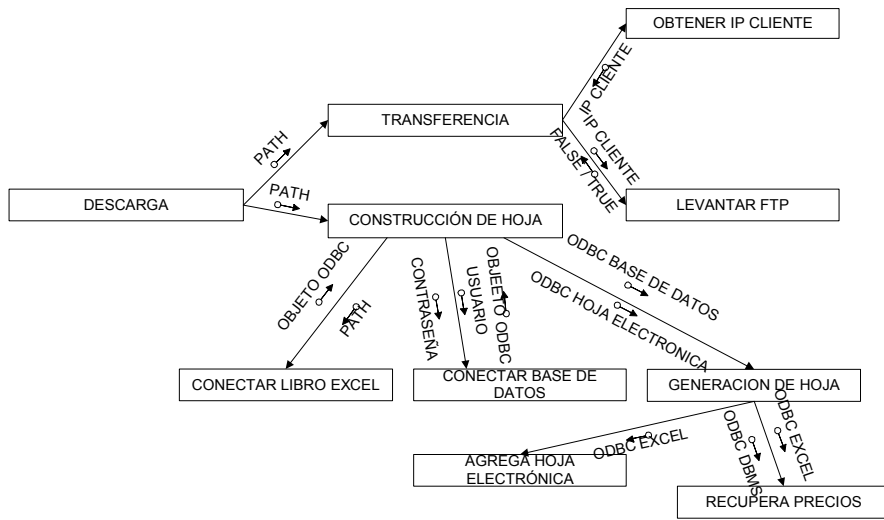 OBTENER IP CLIENTE
IP CLIENTE
TRANSFERENCIA
IP CLIENTE
FALSE / TRUE
PATH
PATH
DESCARGA
LEVANTAR FTP
CONSTRUCCIÓN DE HOJA
OBJETO ODBC
PATH
CONTRASEÑA
USUARIO
OBJEETO ODBC
ODBC BASE DE DATOS
ODBC HOJA ELECTRONICA
CONECTAR LIBRO EXCEL
CONECTAR BASE DE
DATOS
GENERACION DE HOJA
ODBC EXCEL
ODBC DBMS
ODBC EXCEL
AGREGA HOJA
ELECTRÓNICA
RECUPERA PRECIOS